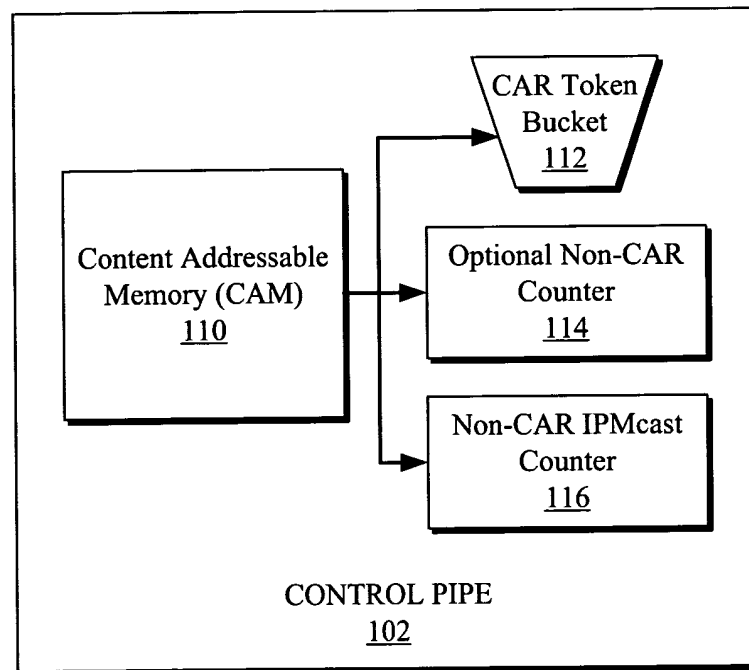 CAR Token
Bucket
112
Content Addressable
Memory (CAM)
110
Optional Non-CAR
Counter
114
Non-CAR IPMcast
Counter
116
CONTROL PIPE
102